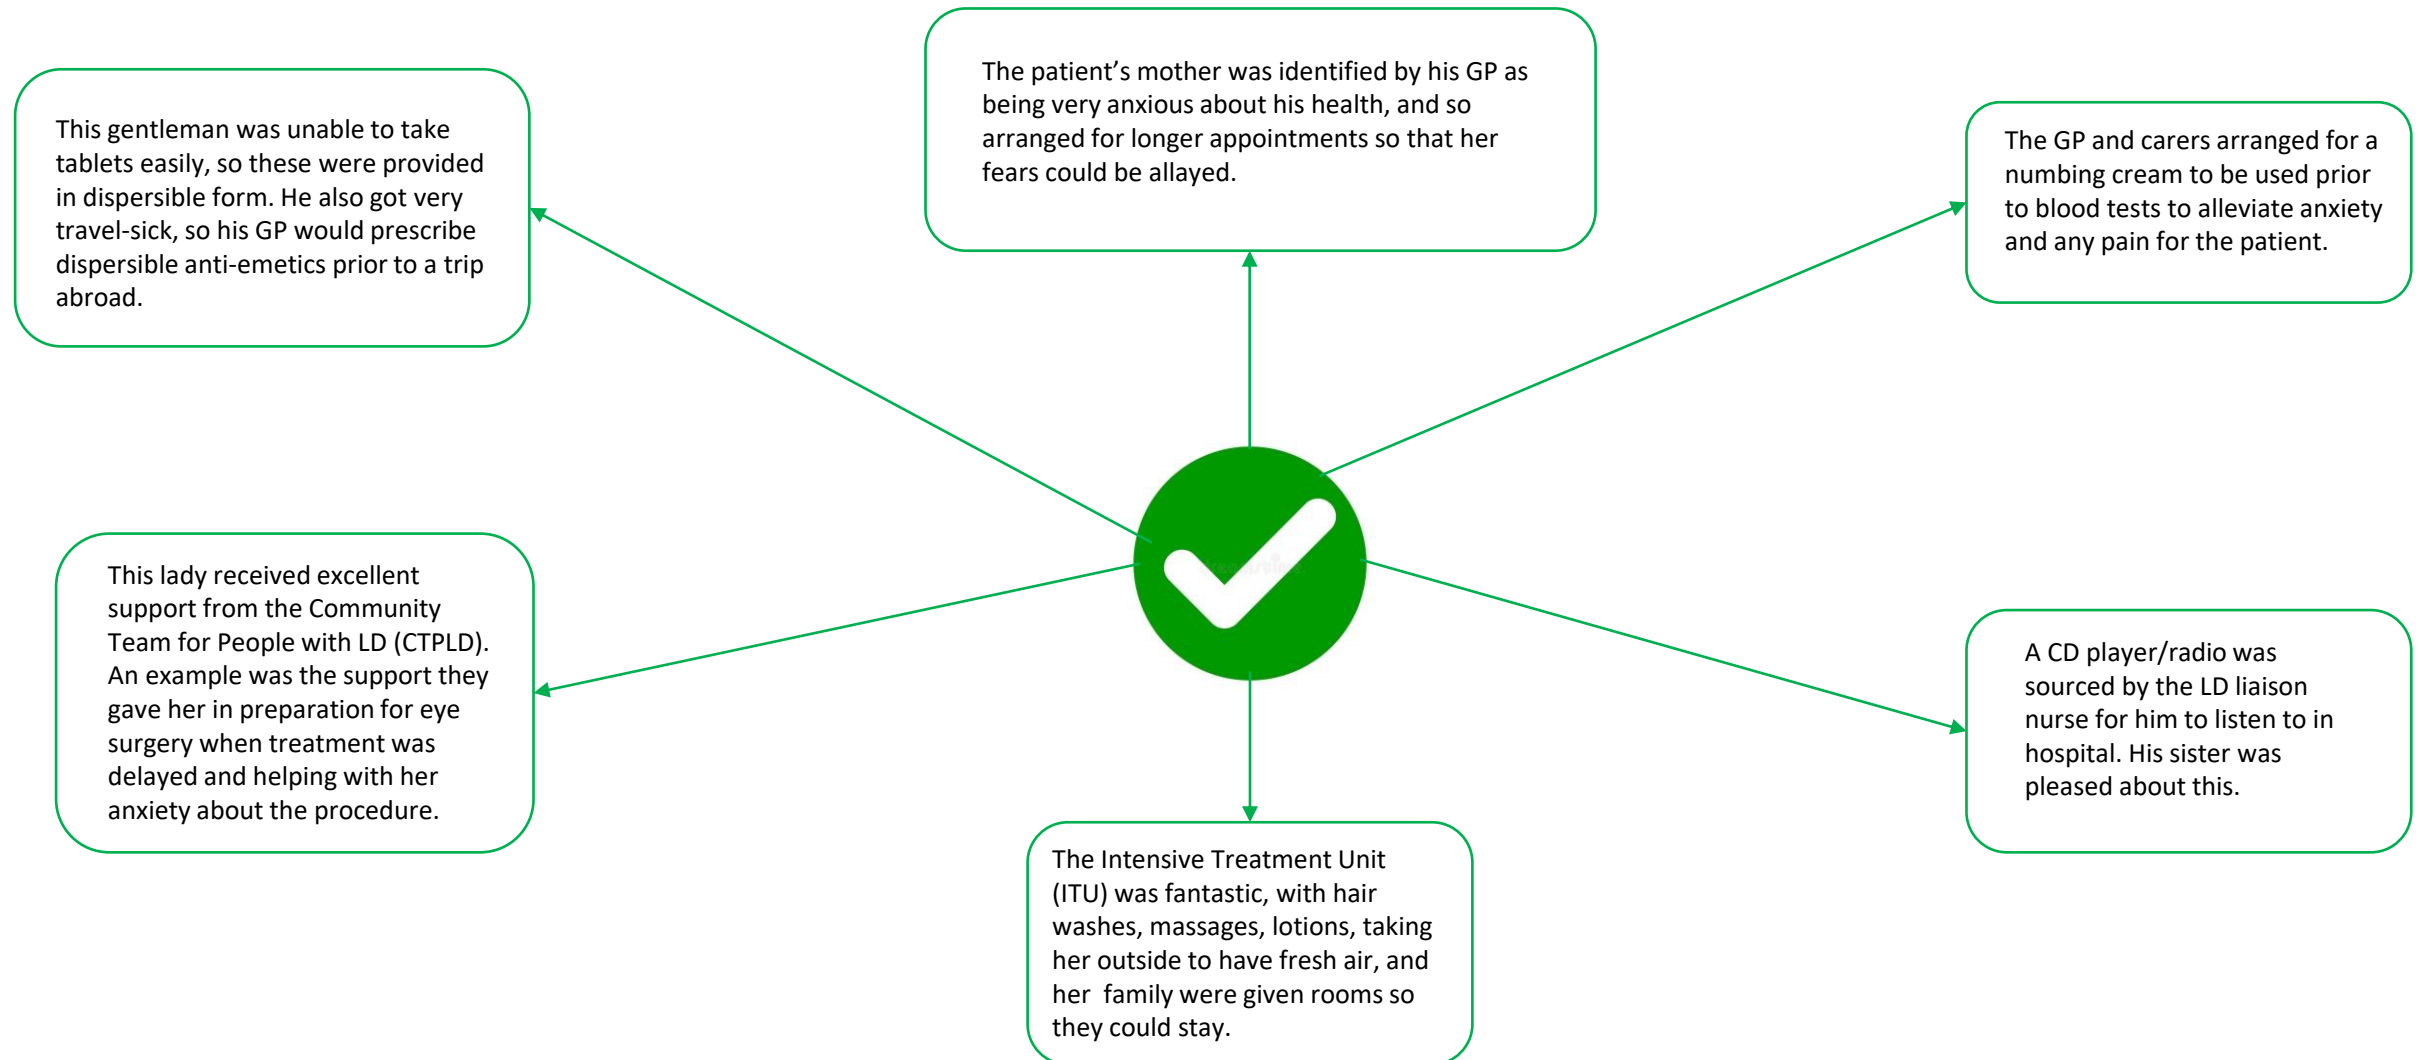 This gentleman was unable to take
tablets easily, so these were provided
in dispersible form. He also got very
travel-sick, so his GP would prescribe
dispersible anti-emetics prior to a trip
abroad.
The patient’s mother was identified by his GP as
being very anxious about his health, and so
arranged for longer appointments so that her
fears could be allayed.
The GP and carers arranged for a
numbing cream to be used prior
to blood tests to alleviate anxiety
and any pain for the patient.
This lady received excellent
support from the Community
Team for People with LD (CTPLD).
An example was the support they
gave her in preparation for eye
surgery when treatment was
delayed and helping with her
anxiety about the procedure.
A CD player/radio was
sourced by the LD liaison
nurse for him to listen to in
hospital. His sister was
pleased about this.
The Intensive Treatment Unit
(ITU) was fantastic, with hair
washes, massages, lotions, taking
her outside to have fresh air, and
her  family were given rooms so
they could stay.